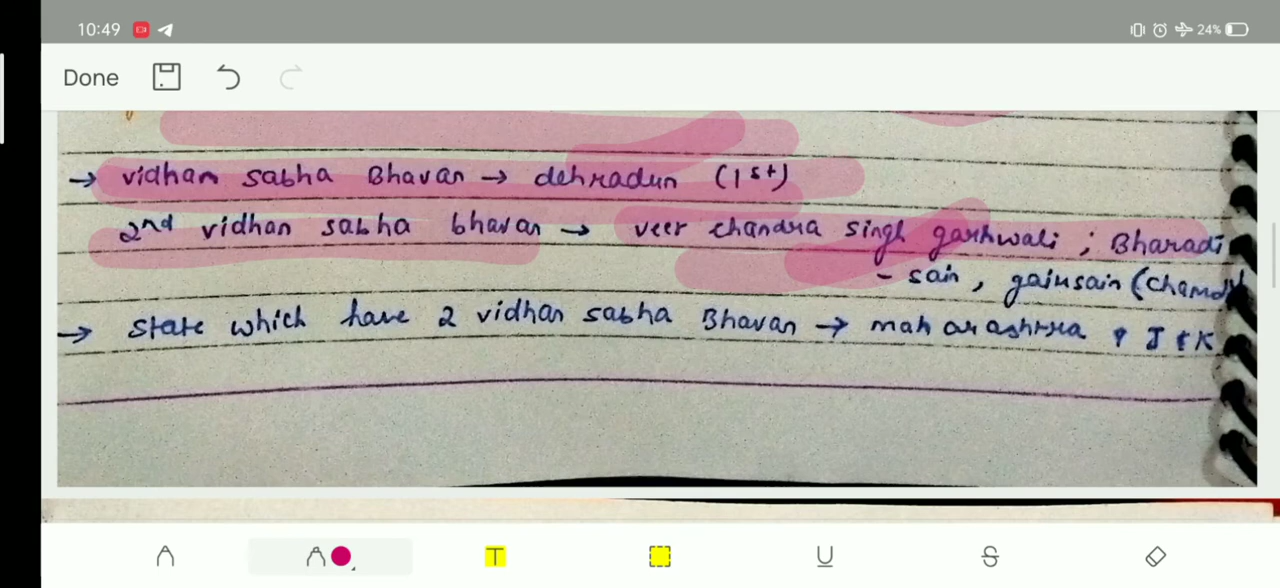 10:49
24%
Done
→ vidhan sabha Bhavan → dehradun (1st)
2nd vidhan sabha bhavan → veer chandra singh garhwali ; Bharadi
- sain , gairsain (chamoli
→ state which have 2 vidhan sabha Bhavan → maharashtra & J & K
T
U
S